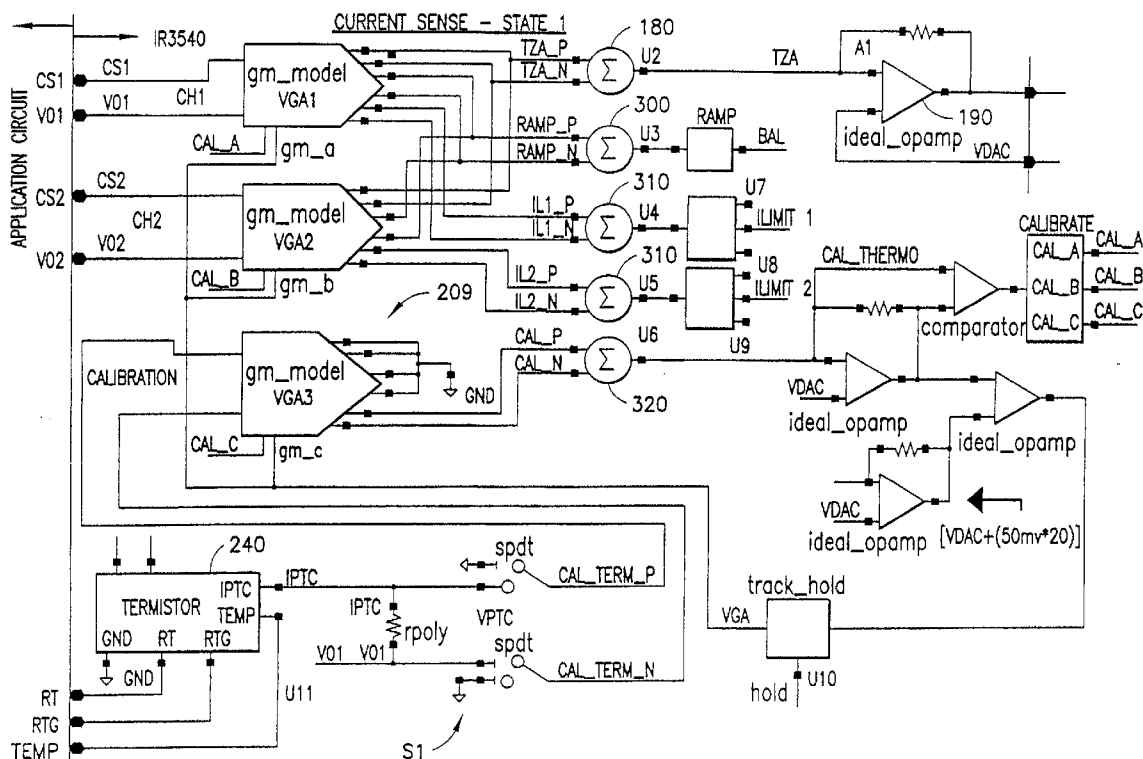 CURRENT SENSE - STATE 1
IR3540
APPLICATION CIRCUIT
CS1
CS1
CH1
V01
V01
gm_model
VGA1
CAL_A
gm_a
TZA_P
TZA_N
180
U2
TZA
A1
190
ideal_opamp
VDAC
RAMP_P
RAMP_N
300
U3
RAMP
BAL
CS2
CS2
CH2
V02
V02
gm_model
VGA2
CAL_B
gm_b
IL1_P
IL1_N
310
U4
U7
ILIMIT 1
IL2_P
IL2_N
310
U5
U8
ILIMIT 2
U9
209
CAL_THERMO
comparator
CALIBRATE
CAL_A
CAL_B
CAL_C
CAL_A
CAL_B
CAL_C
CALIBRATION
gm_model
VGA3
CAL_C
gm_c
GND
CAL_P
CAL_N
U6
320
VDAC
ideal_opamp
ideal_opamp
VDAC
ideal_opamp
[VDAC+(50mv*20)]
240
TERMISTOR
IPTC
TEMP
GND
RT
RTG
GND
IPTC
IPTC
rpoly
V01
V01
VPTC
spdt
CAL_TERM_P
spdt
CAL_TERM_N
S1
VGA
track_hold
hold
U10
U11
RT
RTG
TEMP